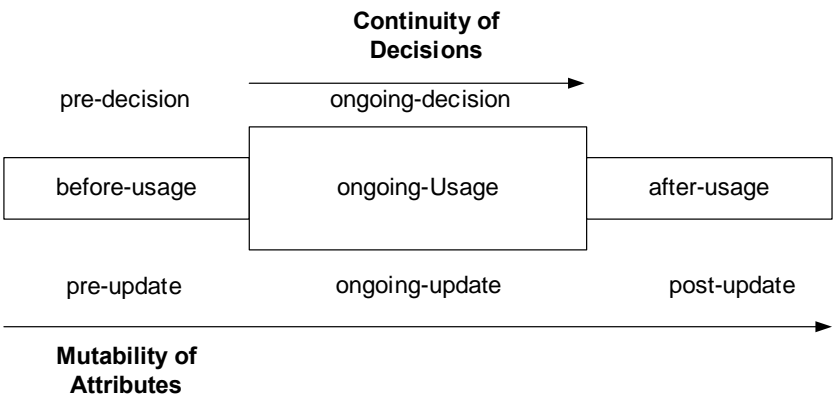 Continuity of
Decisions
pre-decision
ongoing-decision
before-usage
ongoing-Usage
after-usage
pre-update
ongoing-update
post-update
Mutability of
Attributes